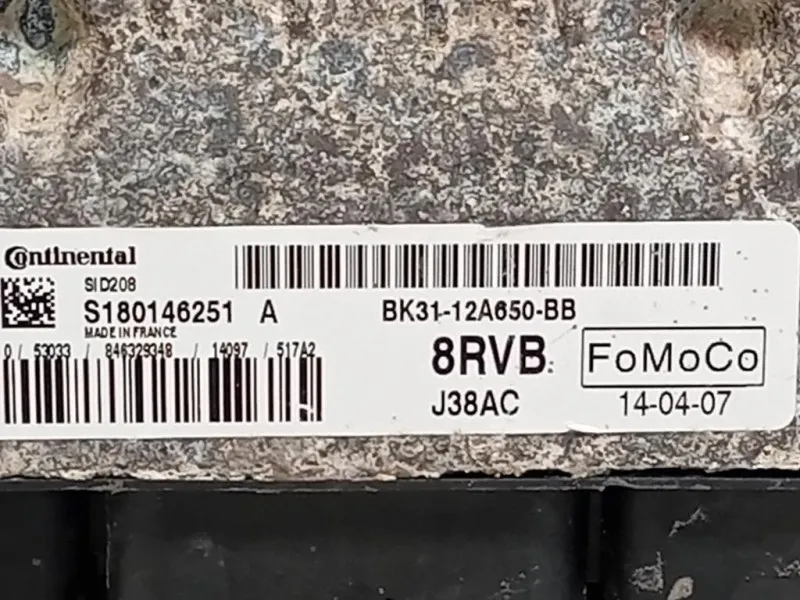 Continental
SID208
S180146251 A
BK31-12A650-BB
MADE IN FRANCE
0 / 53033 / 846329348 / 14097 / 517A2
8RVB.
FoMoCo
J38AC
14-04-07